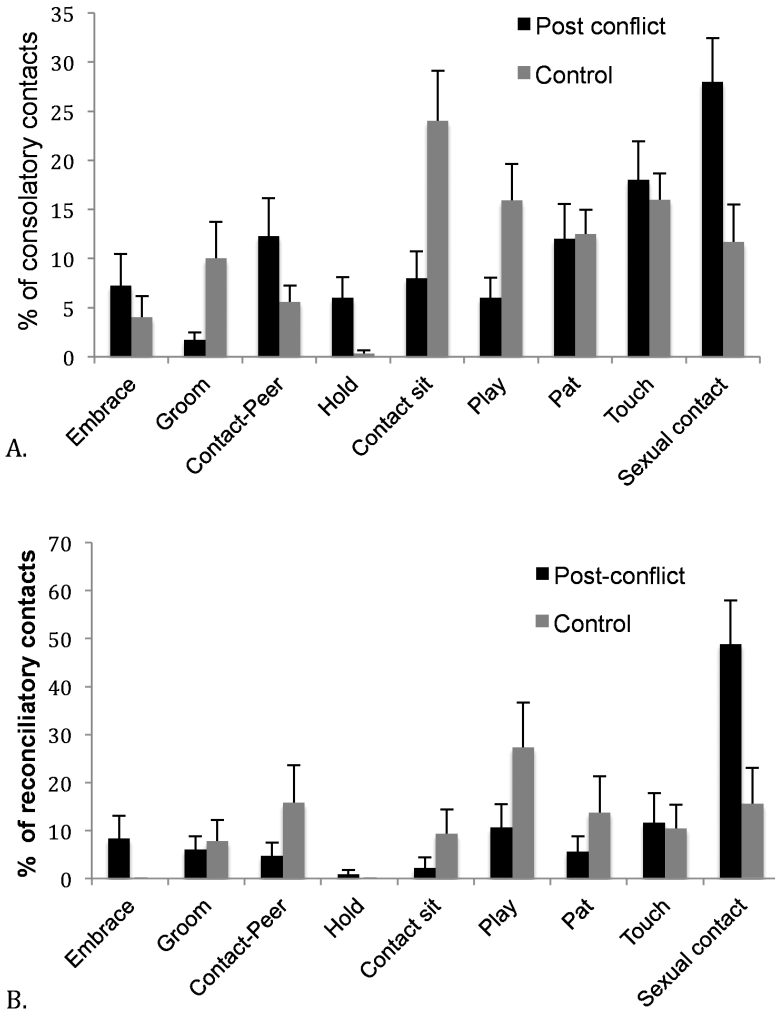 35
30
25
20
15
10
5
0
% of consolatory contacts
Post conflict
Control
Embrace
Groom
Contact-Peer
Hold
Contact sit
Play
Pat
Touch
Sexual contact
A.
70
60
50
40
30
20
10
0
% of reconciliatory contacts
Post-conflict
Control
Embrace
Groom
Contact-Peer
Hold
Contact sit
Play
Pat
Touch
Sexual contact
B.